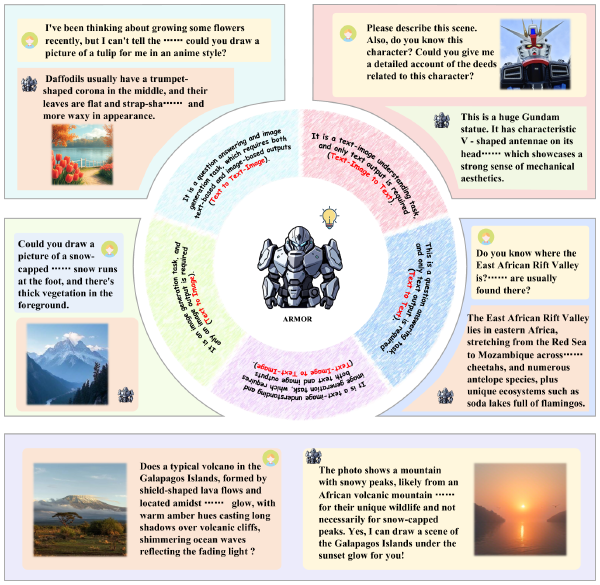 I've been thinking about growing some flowers
recently, but I can't tell the ⋯⋯ could you draw a
picture of a tulip for me in an anime style?
Daffodils usually have a trumpet-
shaped corona in the middle, and their
leaves are flat and strap-sha⋯⋯ and
more waxy in appearance.
Please describe this scene.
Also, do you know this
character? Could you give me
a detailed account of the deeds
related to this character?
This is a huge Gundam
statue. It has characteristic
V - shaped antennae on its
head⋯⋯ which showcases a
strong sense of mechanical
aesthetics.
It is a question answering and image
generation task, which requires both
text-based and image-based outputs
(Text to Text-Image).
It is a text-image understanding task,
and only text output is required
(Text-Image to Text).
This is a question answering task,
and only text output is required
(Text to Text).
It is a text-image understanding and
image generation task, which requires
both text and image outputs
(Text-Image to Text-Image).
It is an image generation task, and
only an image output is required
(Text to Image).
ARMOR
Could you draw a
picture of a snow-
capped ⋯⋯ snow runs
at the foot, and there's
thick vegetation in the
foreground.
Do you know where the
East African Rift Valley
is?⋯⋯ are usually
found there?
The East African Rift Valley
lies in eastern Africa,
stretching from the Red Sea
to Mozambique across⋯⋯
cheetahs, and numerous
antelope species, plus
unique ecosystems such as
soda lakes full of flamingos.
Does a typical volcano in the
Galapagos Islands, formed by
shield-shaped lava flows and
located amidst ⋯⋯ glow, with
warm amber hues casting long
shadows over volcanic cliffs,
shimmering ocean waves
reflecting the fading light ?
The photo shows a mountain
with snowy peaks, likely from an
African volcanic mountain ⋯⋯
for their unique wildlife and not
necessarily for snow-capped
peaks. Yes, I can draw a scene of
the Galapagos Islands under the
sunset glow for you!